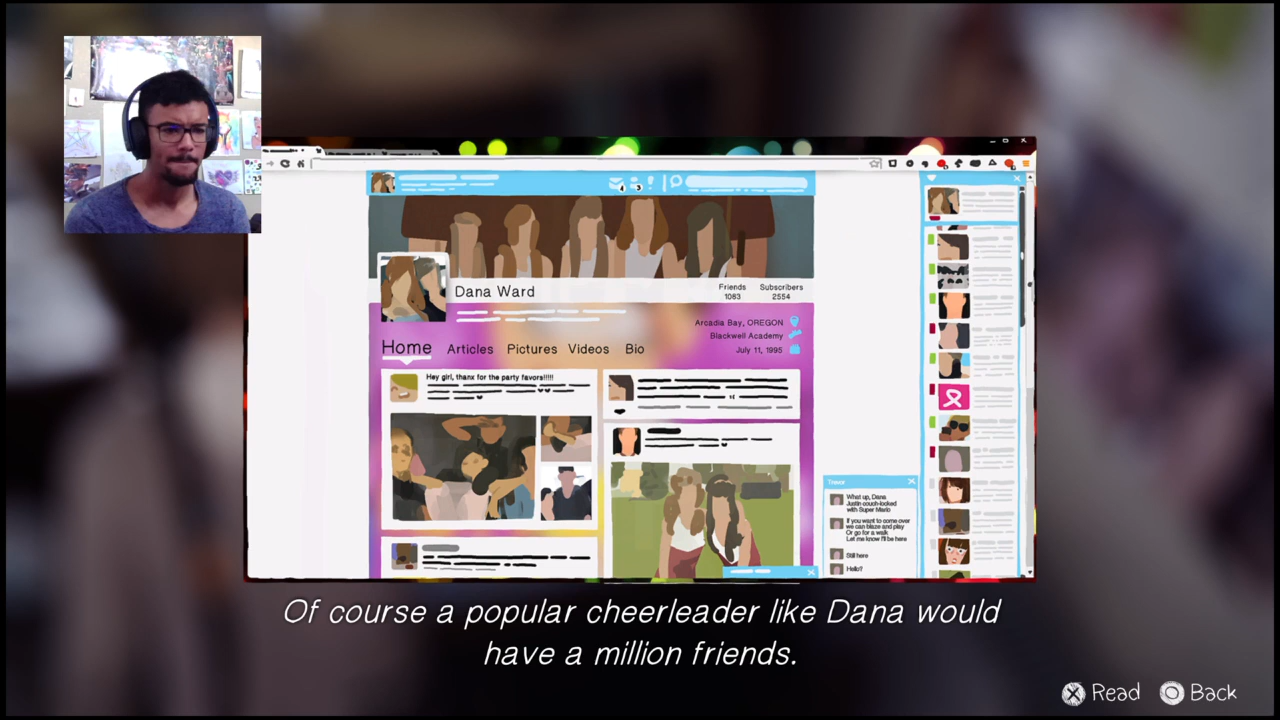 4
3
Dana Ward
Friends
1083
Subscribers
2554
Arcadia Bay, OREGON
Blackwell Academy
July 11, 1995
Home Articles Pictures Videos Bio
Hey girl, thanx for the party favors!!!!!
Trevor
What up, Dana
Justin couch-locked
with Super Mario
If you want to come over
we can blaze and play
Or go for a walk
Let me know I'll be here
Still here
Hello?
Of course a popular cheerleader like Dana would
have a million friends.
Read Back